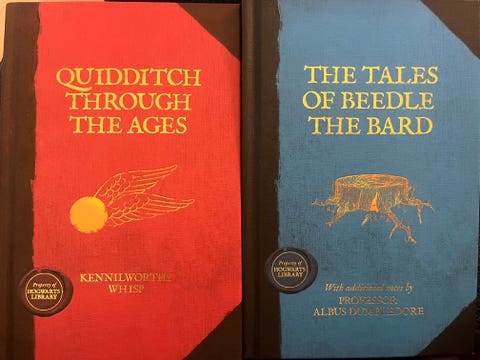 QUIDDITCH
THROUGH
THE AGES
KENNILWORTHY
WHISP
Property of
HOGWARTS
LIBRARY
THE TALES
OF BEEDLE
THE BARD
Property of
HOGWARTS
LIBRARY
With additional notes by
PROFESSOR
ALBUS DUMBLEDORE